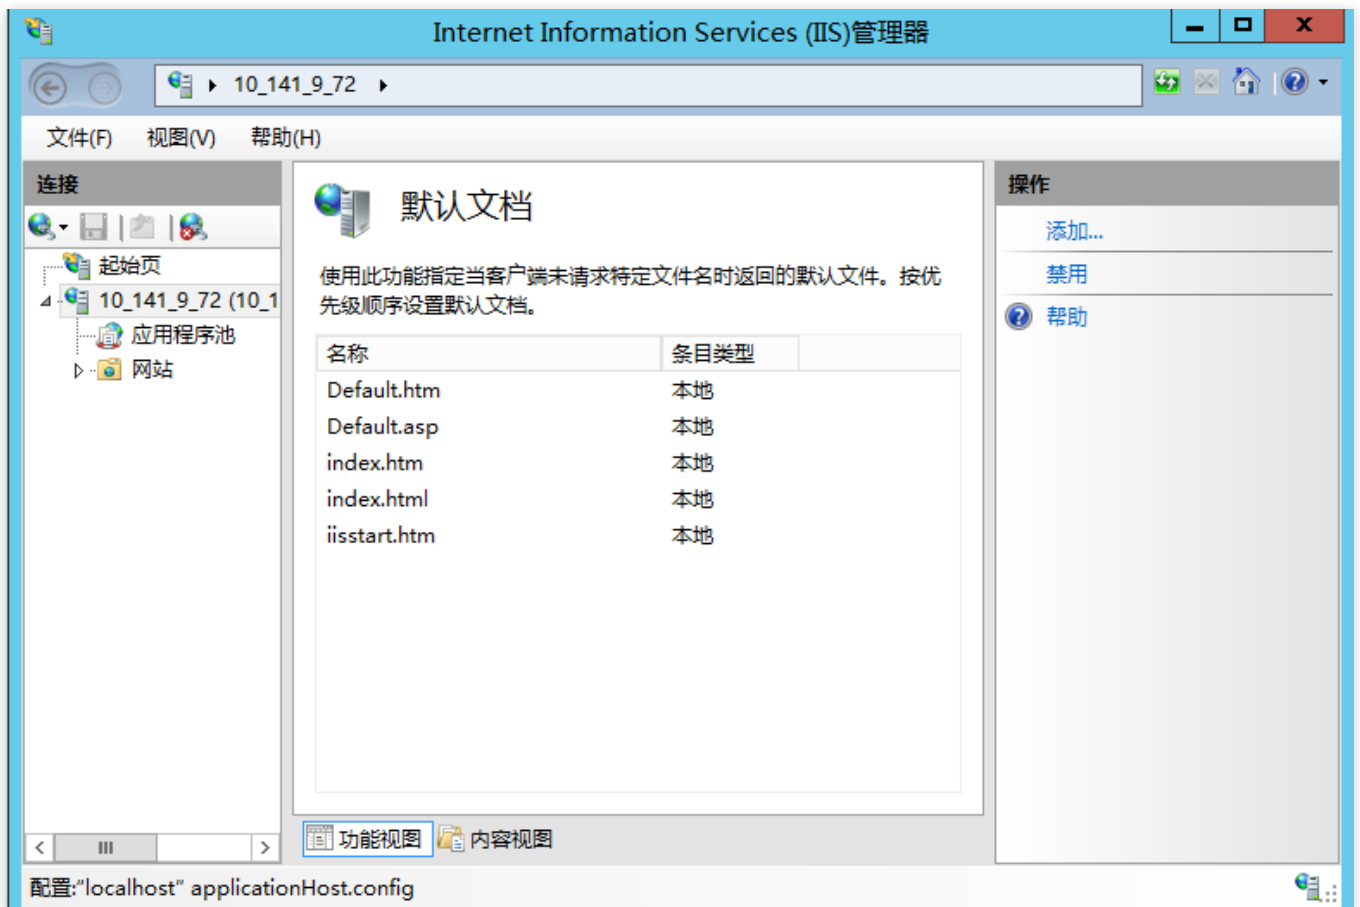 Internet Information Services (IIS)管理器
10_141_9_72
文件(F) 视图(V) 帮助(H)
连接
起始页
10_141_9_72 (10_1
应用程序池
网站
默认文档
使用此功能指定当客户端未请求特定文件名时返回的默认文件。按优
先级顺序设置默认文档。
名称 条目类型
Default.htm 本地
Default.asp 本地
index.htm 本地
index.html 本地
iisstart.htm 本地
功能视图 内容视图
操作
添加...
禁用
帮助
配置:"localhost" applicationHost.config